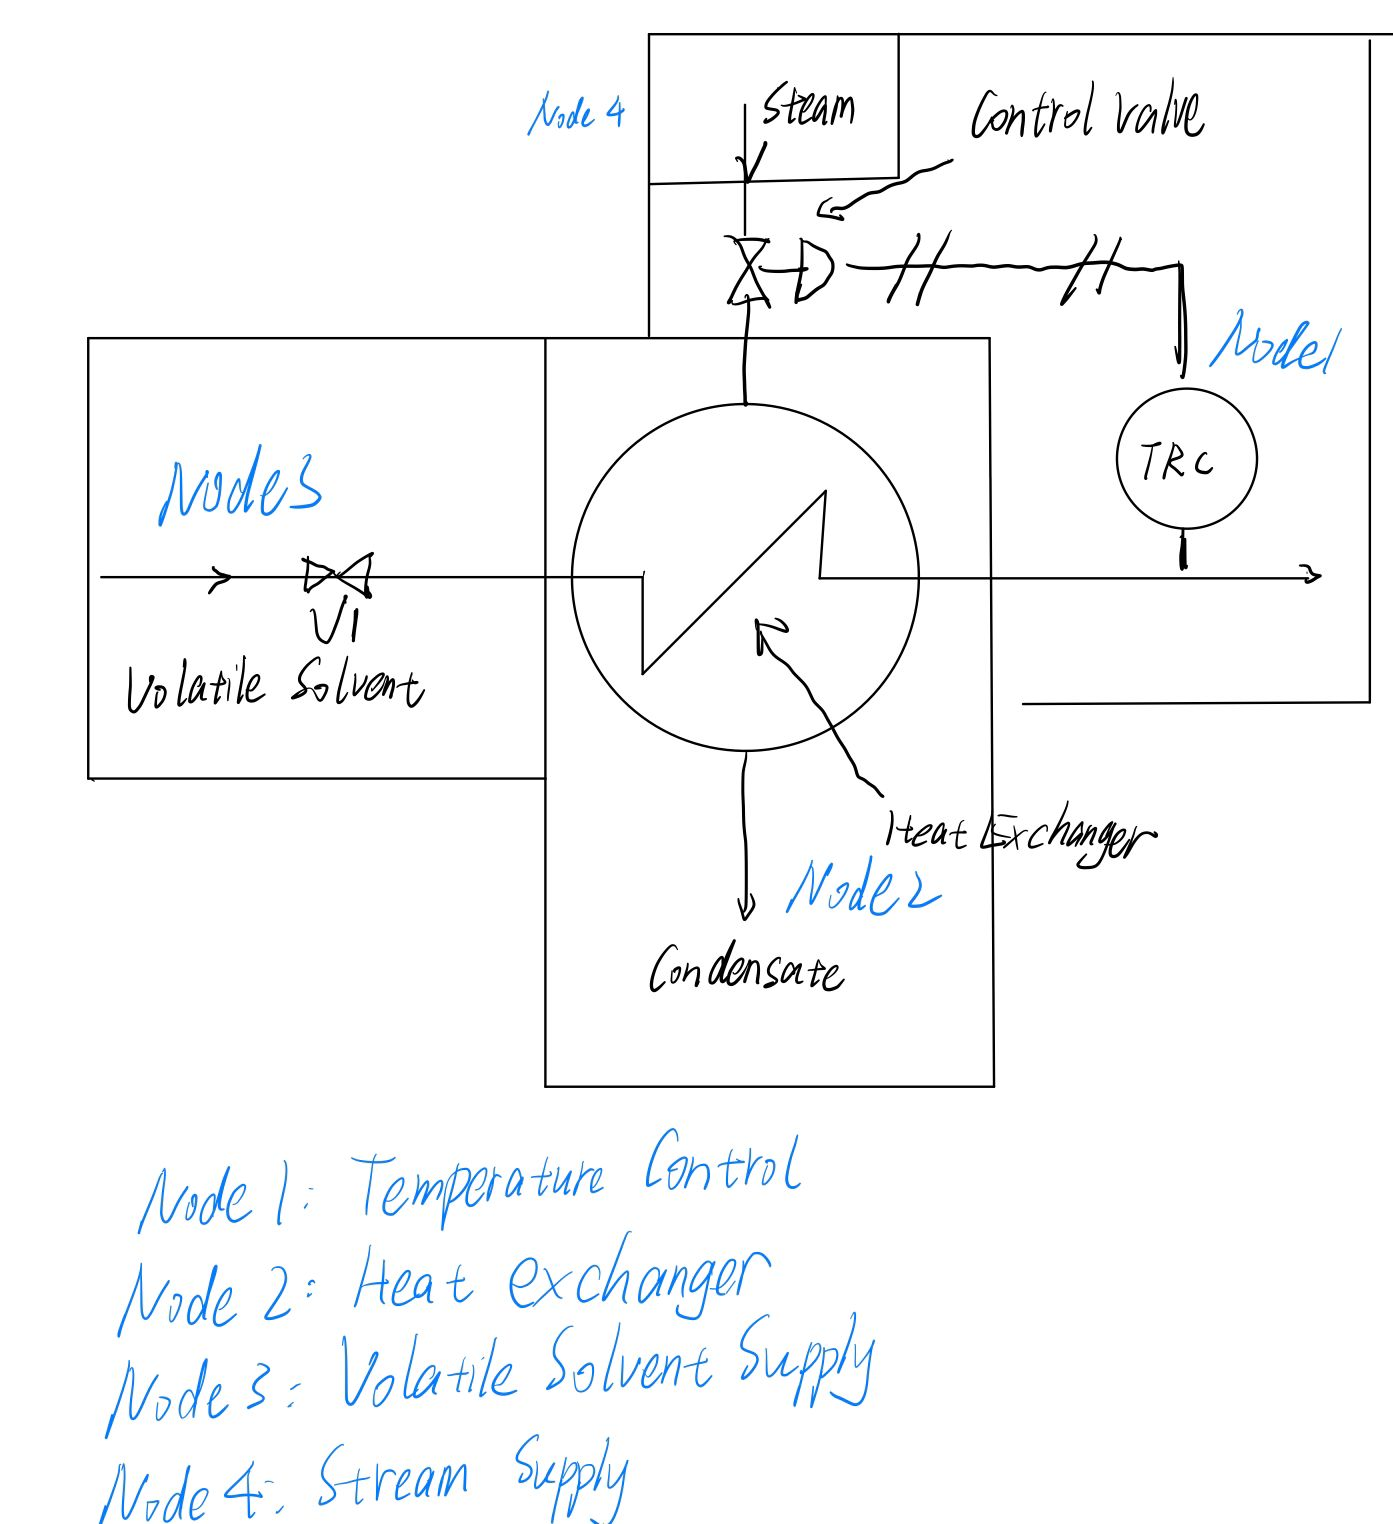 Node 4
Steam
Control valve
Node1
TRC
Node3
V1
Volatile Solvent
Heat Exchanger
Node2
Condensate
Node 1: Temperature Control
Node 2: Heat exchanger
Node 3: Volatile Solvent Supply
Node 4: Stream Supply